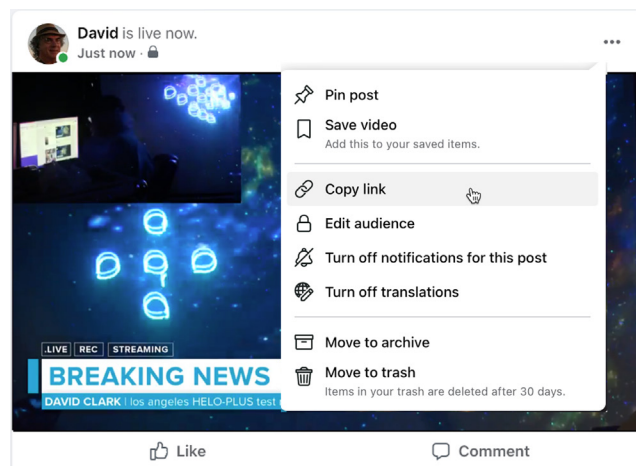 David is live now.
Just now ·
Pin post
Save video
Add this to your saved items.
Copy link
Edit audience
Turn off notifications for this post
Turn off translations
Move to archive
Move to trash
Items in your trash are deleted after 30 days.
.LIVE REC STREAMING
BREAKING NEWS
DAVID CLARK | los angeles HELO-PLUS test
Like
Comment